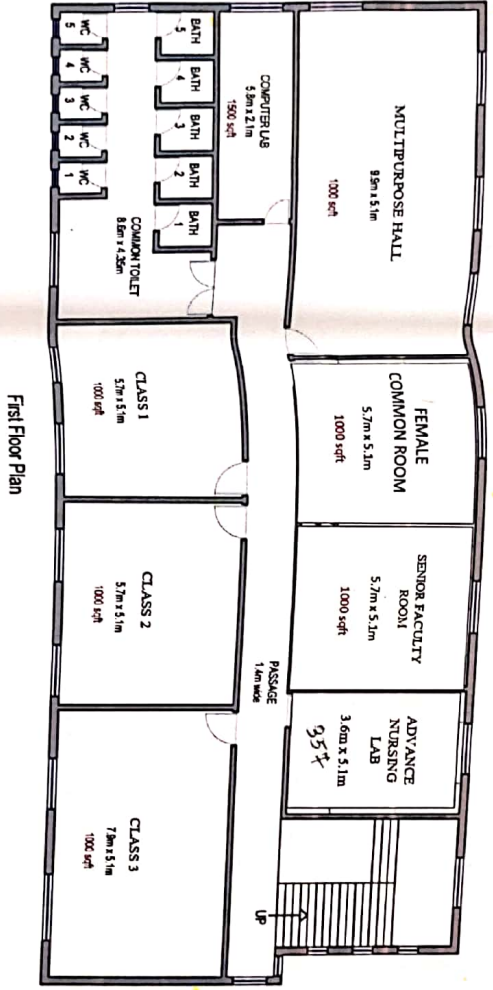 MULTIPURPOSE HALL
9.9m x 5.1m
1000 sqft
FEMALE
COMMON ROOM
5.7m x 5.1m
1000 sqft
SENIOR FACULTY
ROOM
5.7m x 5.1m
1000 sqft
ADVANCE
NURSING
LAB
3.6m x 5.1m
357
UP
COMPUTER LAB
5.8m x 2.1m
1500 sqft
PASSAGE
1.4m wide
BATH
5
BATH
4
BATH
3
BATH
2
BATH
1
WC
5
WC
4
WC
3
WC
2
WC
1
COMMON TOILET
8.6m x 4.35m
CLASS 1
5.7m x 5.1m
1000 sqft
CLASS 2
5.7m x 5.1m
1000 sqft
CLASS 3
7.9m x 5.1m
1000 sqft
First Floor Plan